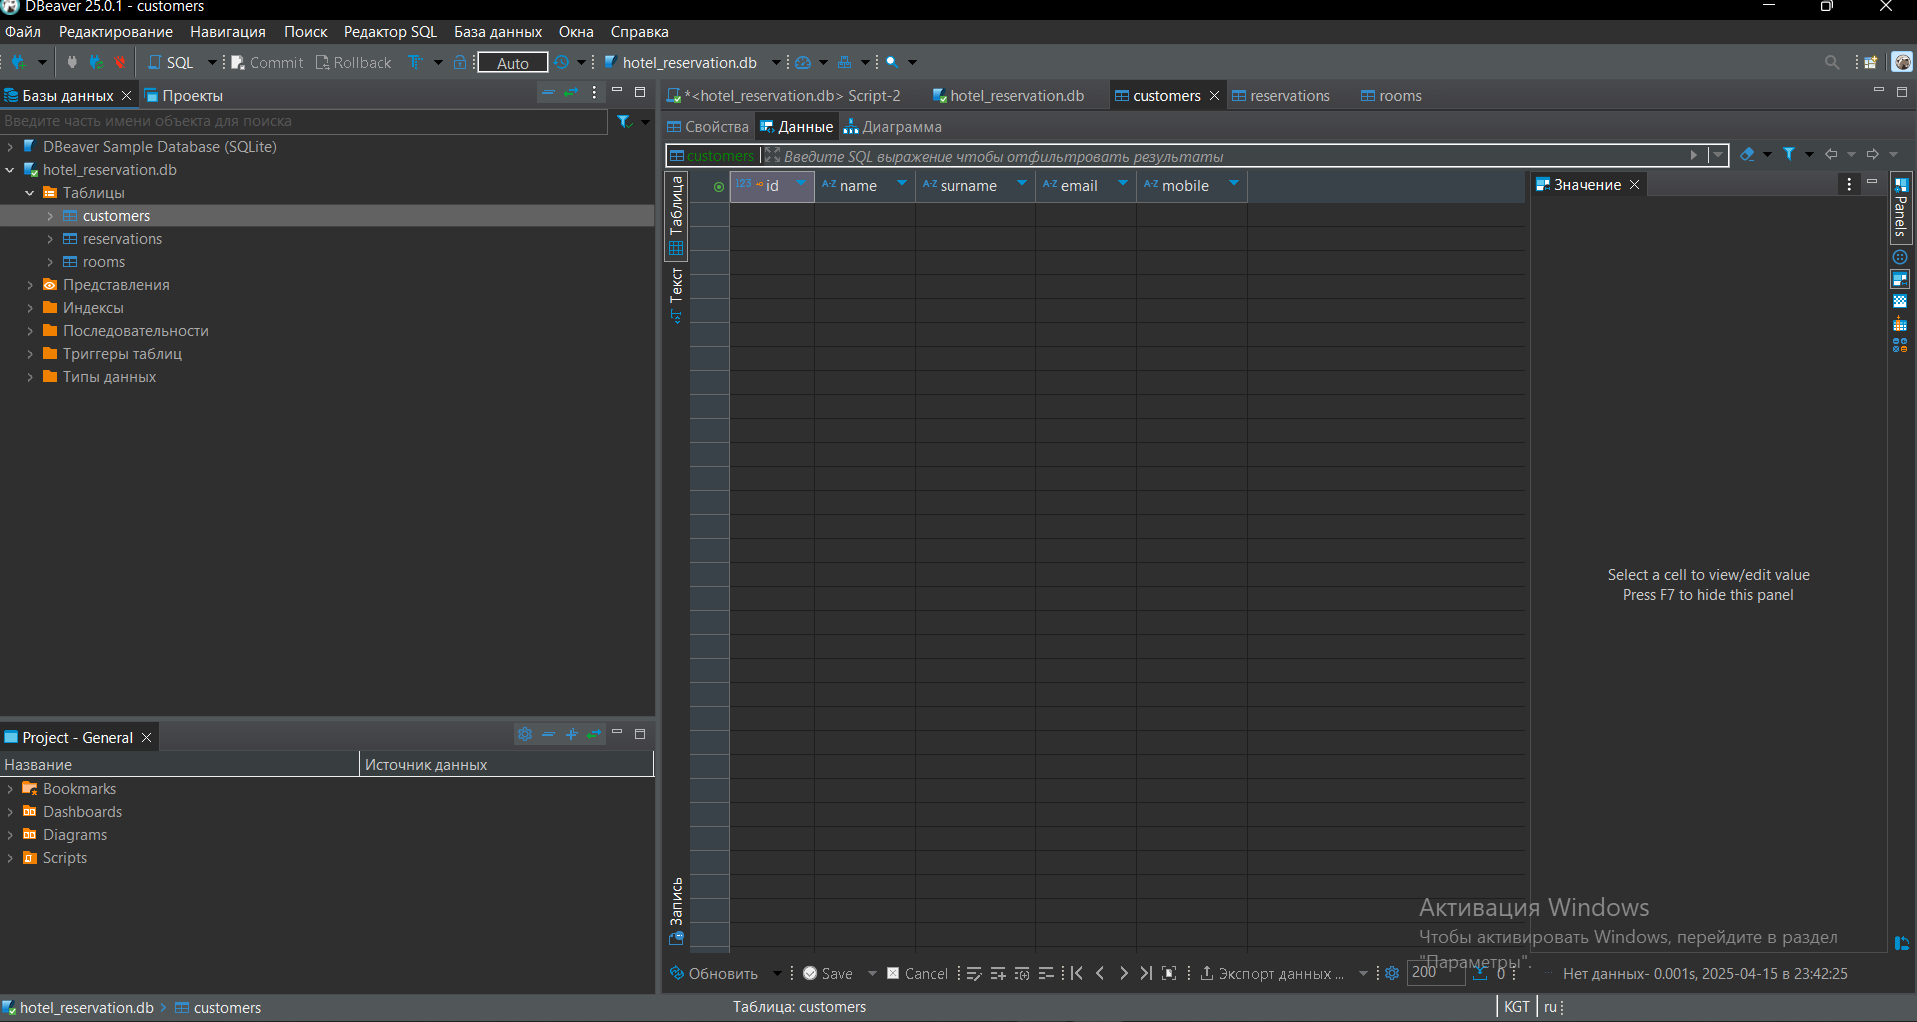 DBeaver 25.0.1 - customers
Файл Редактирование Навигация Поиск Редактор SQL База данных Окна Справка
SQL Commit Rollback Auto hotel_reservation.db
Базы данных Проекты
Введите часть имени объекта для поиска
DBeaver Sample Database (SQLite)
hotel_reservation.db
Таблицы
customers
reservations
rooms
Представления
Индексы
Последовательности
Триггеры таблиц
Типы данных
Project - General
Название Источник данных
Bookmarks
Dashboards
Diagrams
Scripts
*<hotel_reservation.db> Script-2 hotel_reservation.db customers reservations rooms
Свойства Данные Диаграмма
customers Введите SQL выражение чтобы отфильтровать результаты
Таблица
Текст
Запись
123 id A-Z name A-Z surname A-Z email A-Z mobile
Значение
Panels
Select a cell to view/edit value
Press F7 to hide this panel
Активация Windows
Чтобы активировать Windows, перейдите в раздел
"Параметры".
Обновить Save Cancel Экспорт данных ... 200 0 Нет данных- 0.001s, 2025-04-15 в 23:42:25
hotel_reservation.db customers Таблица: customers KGT ru